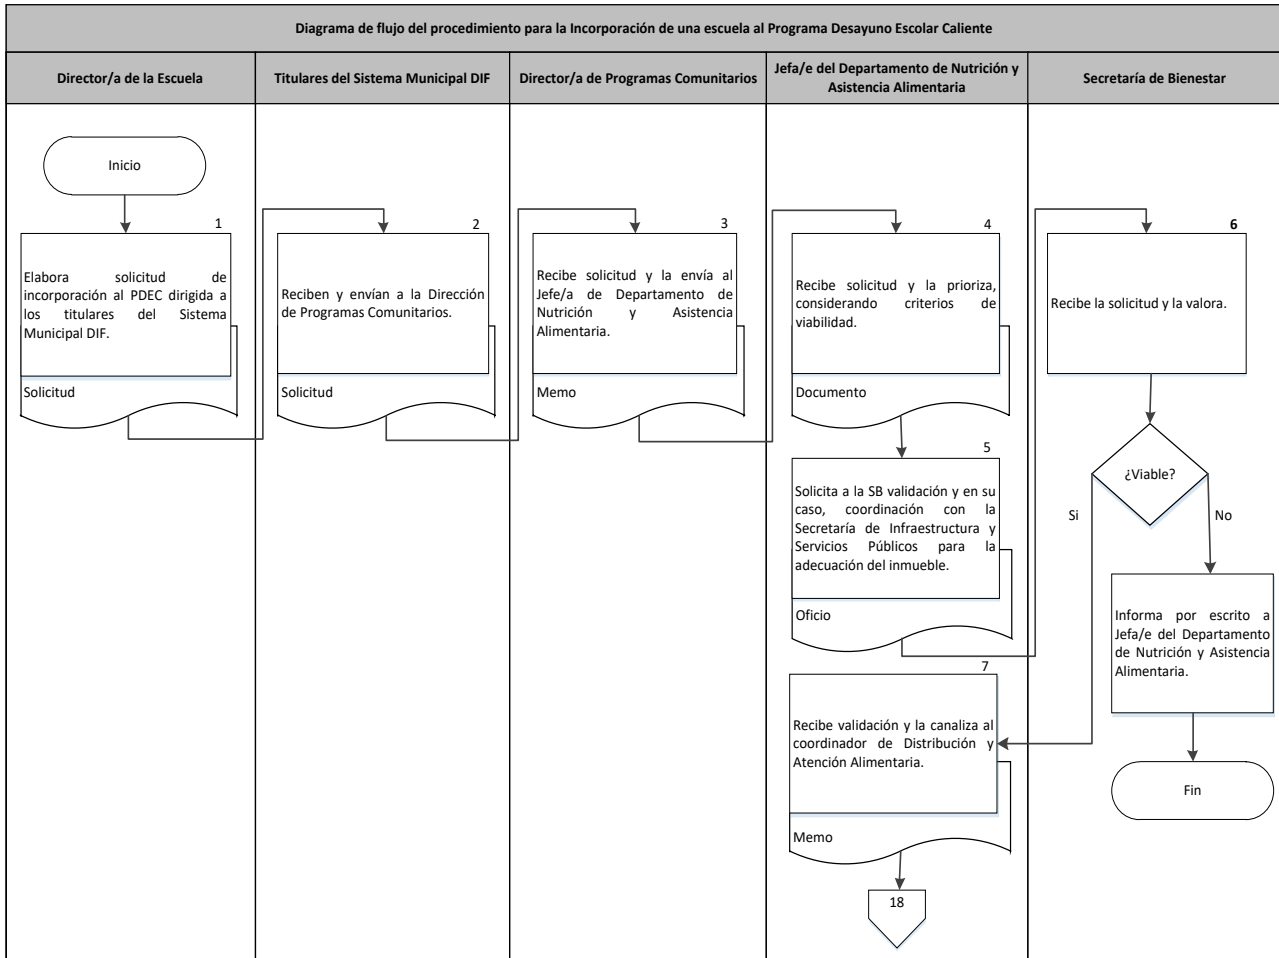 Diagrama de flujo del procedimiento para la Incorporación de una escuela al Programa Desayuno Escolar Caliente
Director/a de la Escuela
Titulares del Sistema Municipal DIF
Director/a de Programas Comunitarios
Jefa/e del Departamento de Nutrición y
Asistencia Alimentaria
Secretaría de Bienestar
Inicio
1
Elabora solicitud de
incorporación al PDEC dirigida a
los titulares del Sistema
Municipal DIF.
Solicitud
2
Reciben y envían a la Dirección
de Programas Comunitarios.
Solicitud
3
Recibe solicitud y la envía al
Jefe/a de Departamento de
Nutrición y Asistencia
Alimentaria.
Memo
4
Recibe solicitud y la prioriza,
considerando criterios de
viabilidad.
Documento
5
Solicita a la SB validación y en su
caso, coordinación con la
Secretaría de Infraestructura y
Servicios Públicos para la
adecuación del inmueble.
Oficio
6
Recibe la solicitud y la valora.
¿Viable?
Si
No
Informa por escrito a
Jefa/e del Departamento
de Nutrición y Asistencia
Alimentaria.
Fin
7
Recibe validación y la canaliza al
coordinador de Distribución y
Atención Alimentaria.
Memo
18